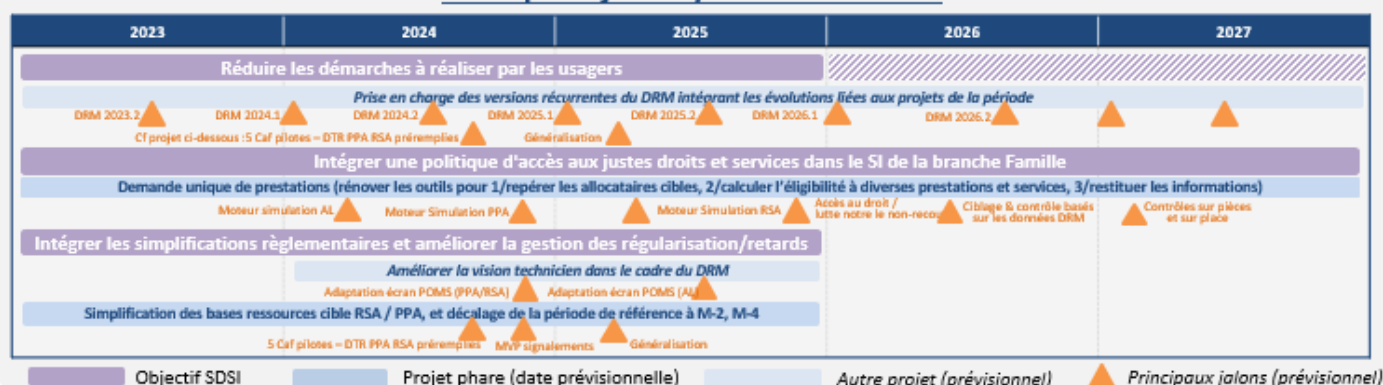 2023 2024 2025 2026 2027
Réduire les démarches à réaliser par les usagers
Prise en charge des versions récurrentes du DRM intégrant les évolutions liées aux projets de la période
DRM 2023.2 DRM 2024.1 DRM 2024.2 DRM 2025.1 DRM 2025.2 DRM 2026.1 DRM 2026.2
Cf projet ci-dessous :5 Caf pilotes – DTR PPA RSA préremplies Généralisation
Intégrer une politique d'accès aux justes droits et services dans le SI de la branche Famille
Demande unique de prestations (rénover les outils pour 1/repérer les allocataires cibles, 2/calculer l'éligibilité à diverses prestations et services, 3/restituer les informations)
Moteur simulation AL Moteur Simulation PPA Moteur Simulation RSA
Accès au droit /
lutte notre le non-recou
Ciblage & contrôle basés
sur les données DRM
Contrôles sur pièces
et sur place
Intégrer les simplifications règlementaires et améliorer la gestion des régularisation/retards
Améliorer la vision technicien dans le cadre du DRM
Adaptation écran POMS (PPA/RSA) Adaptation écran POMS (AL)
Simplification des bases ressources cible RSA / PPA, et décalage de la période de référence à M-2, M-4
5 Caf pilotes – DTR PPA RSA préremplies MVP signalements Généralisation
Objectif SDSI Projet phare (date prévisionnelle) Autre projet (prévisionnel) Principaux jalons (prévisionnel)